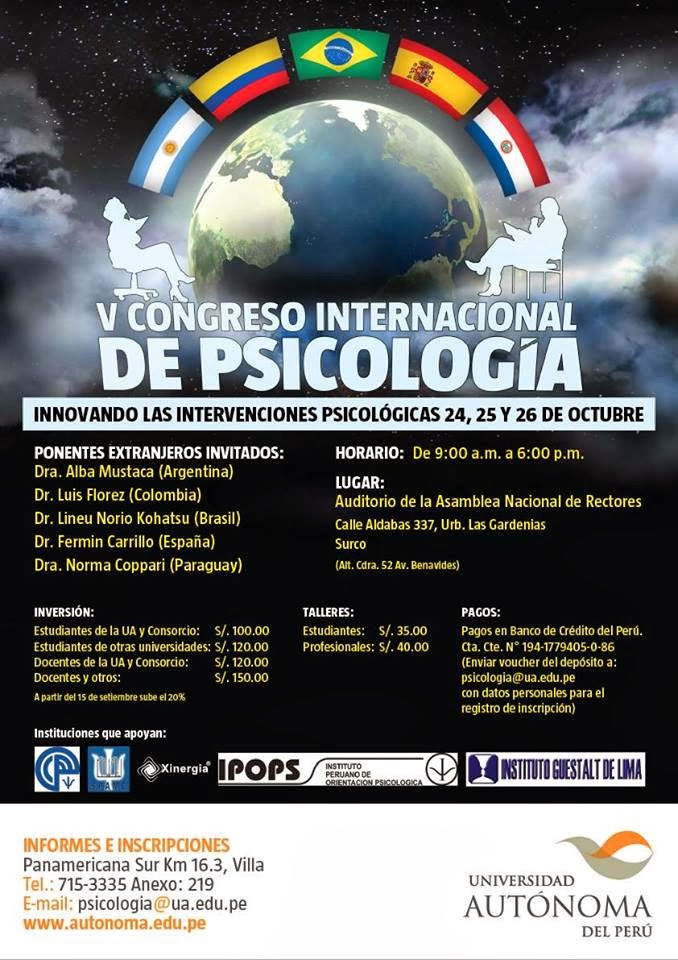 V CONGRESO INTERNACIONAL
DE PSICOLOGÍA
INNOVANDO LAS INTERVENCIONES PSICOLÓGICAS 24, 25 Y 26 DE OCTUBRE
PONENTES EXTRANJEROS INVITADOS:
Dra. Alba Mustaca (Argentina)
Dr. Luis Florez (Colombia)
Dr. Lineu Norio Kohatsu (Brasil)
Dr. Fermin Carrillo (España)
Dra. Norma Coppari (Paraguay)
HORARIO: De 9:00 a.m. a 6:00 p.m.
LUGAR:
Auditorio de la Asamblea Nacional de Rectores
Calle Aldabas 337, Urb. Las Gardenias
Surco
(Alt. Cdra. 52 Av. Benavides)
INVERSIÓN:
Estudiantes de la UA y Consorcio: S/. 100.00
Estudiantes de otras universidades: S/. 120.00
Docentes de la UA y Consorcio: S/. 120.00
Docentes y otros: S/. 150.00
A partir del 15 de setiembre sube el 20%
TALLERES:
Estudiantes: S/. 35.00
Profesionales: S/. 40.00
PAGOS:
Pagos en Banco de Crédito del Perú.
Cta. Cte. N° 194-1779405-0-86
(Enviar voucher del depósito a:
psicologia@ua.edu.pe
con datos personales para el
registro de inscripción)
Instituciones que apoyan:
Xinergia®
IPOPS
INSTITUTO
PERUANO DE
ORIENTACION PSICOLOGICA
INSTITUTO GUESTALT DE LIMA
INFORMES E INSCRIPCIONES
Panamericana Sur Km 16.3, Villa
Tel.: 715-3335 Anexo: 219
E-mail: psicologia@ua.edu.pe
www.autonoma.edu.pe
UNIVERSIDAD
AUTÓNOMA
DEL PERÚ